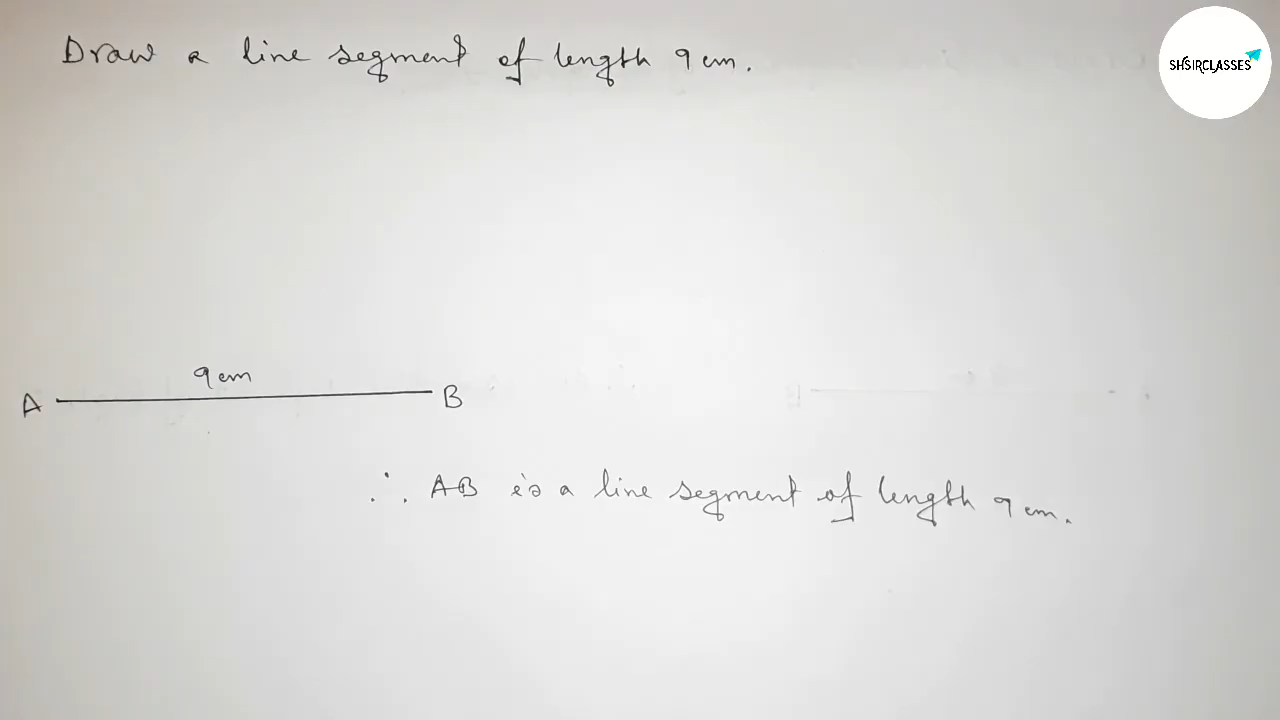 Draw a line segment of length 9 cm.
SHSIRCLASSES
9 cm
A B
∴ AB is a line segment of length 9 cm.